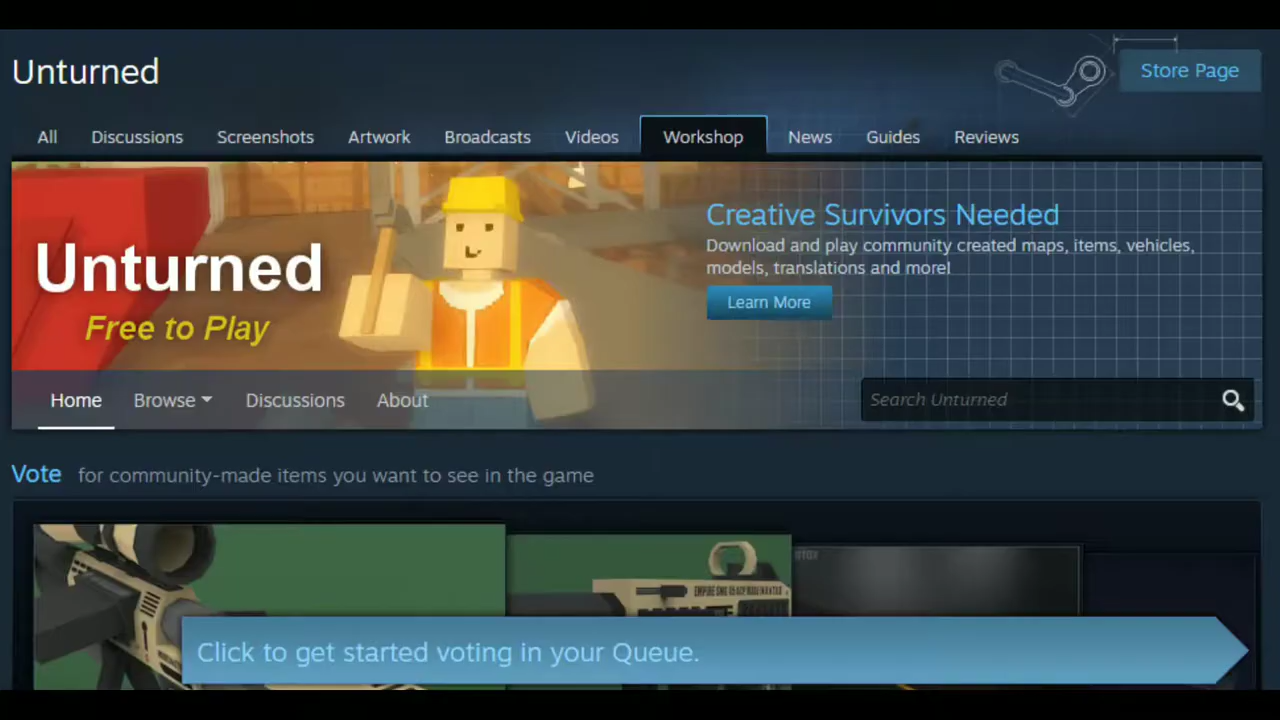 Unturned
Store Page
All Discussions Screenshots Artwork Broadcasts Videos Workshop News Guides Reviews
Creative Survivors Needed
Download and play community created maps, items, vehicles,
models, translations and more!
Learn More
Unturned
Free to Play
Home Browse Discussions About
Search Unturned
Vote for community-made items you want to see in the game
Click to get started voting in your Queue.